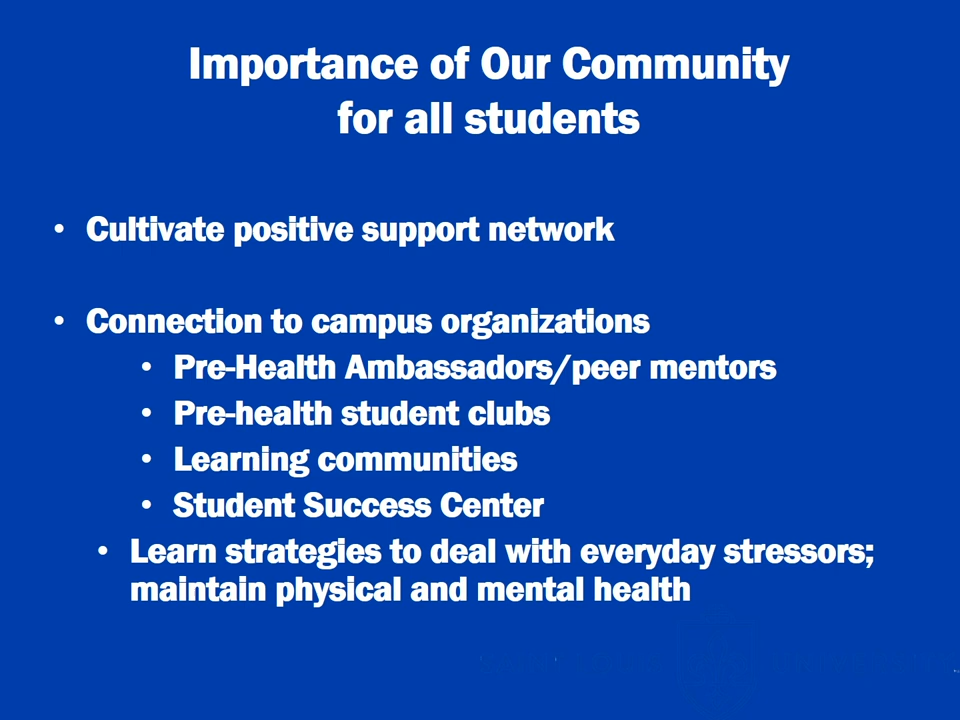 Importance of Our Community
for all students
• Cultivate positive support network
• Connection to campus organizations
• Pre-Health Ambassadors/peer mentors
• Pre-health student clubs
• Learning communities
• Student Success Center
• Learn strategies to deal with everyday stressors;
maintain physical and mental health